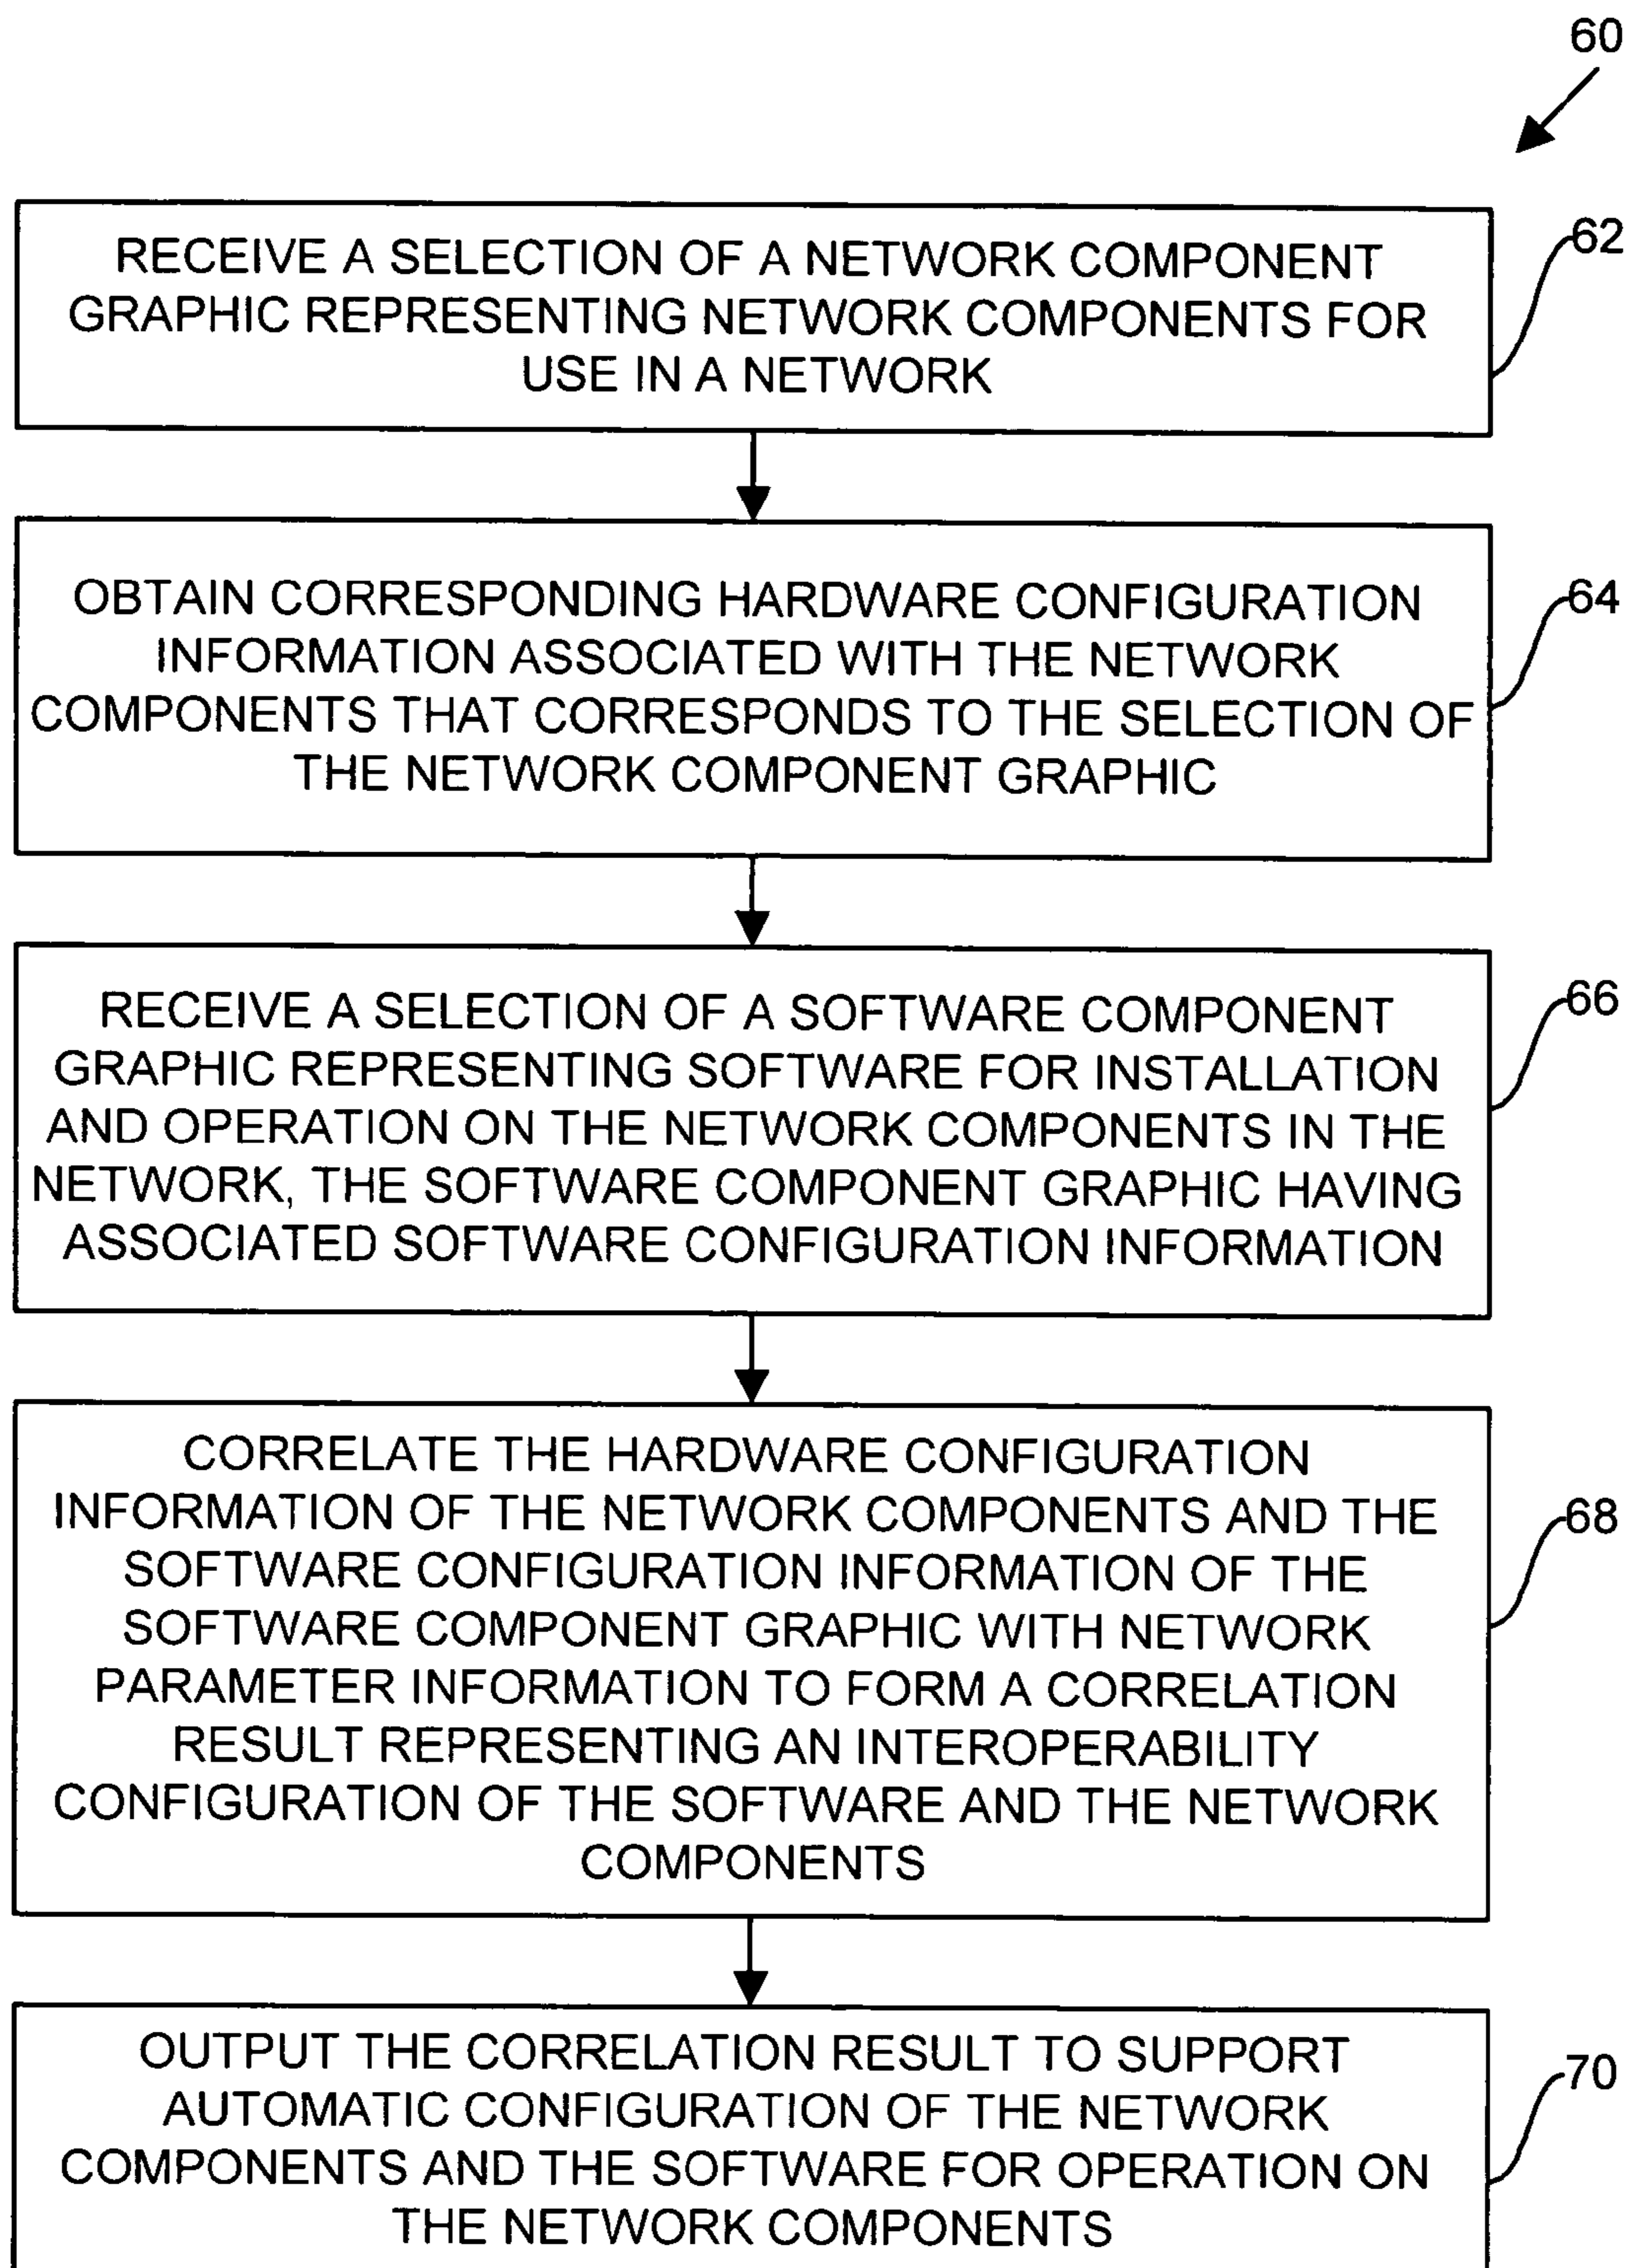 60
RECEIVE A SELECTION OF A NETWORK COMPONENT
GRAPHIC REPRESENTING NETWORK COMPONENTS FOR
USE IN A NETWORK
62
OBTAIN CORRESPONDING HARDWARE CONFIGURATION
INFORMATION ASSOCIATED WITH THE NETWORK
COMPONENTS THAT CORRESPONDS TO THE SELECTION OF
THE NETWORK COMPONENT GRAPHIC
64
RECEIVE A SELECTION OF A SOFTWARE COMPONENT
GRAPHIC REPRESENTING SOFTWARE FOR INSTALLATION
AND OPERATION ON THE NETWORK COMPONENTS IN THE
NETWORK, THE SOFTWARE COMPONENT GRAPHIC HAVING
ASSOCIATED SOFTWARE CONFIGURATION INFORMATION
66
CORRELATE THE HARDWARE CONFIGURATION
INFORMATION OF THE NETWORK COMPONENTS AND THE
SOFTWARE CONFIGURATION INFORMATION OF THE
SOFTWARE COMPONENT GRAPHIC WITH NETWORK
PARAMETER INFORMATION TO FORM A CORRELATION
RESULT REPRESENTING AN INTEROPERABILITY
CONFIGURATION OF THE SOFTWARE AND THE NETWORK
COMPONENTS
68
OUTPUT THE CORRELATION RESULT TO SUPPORT
AUTOMATIC CONFIGURATION OF THE NETWORK
COMPONENTS AND THE SOFTWARE FOR OPERATION ON
THE NETWORK COMPONENTS
70